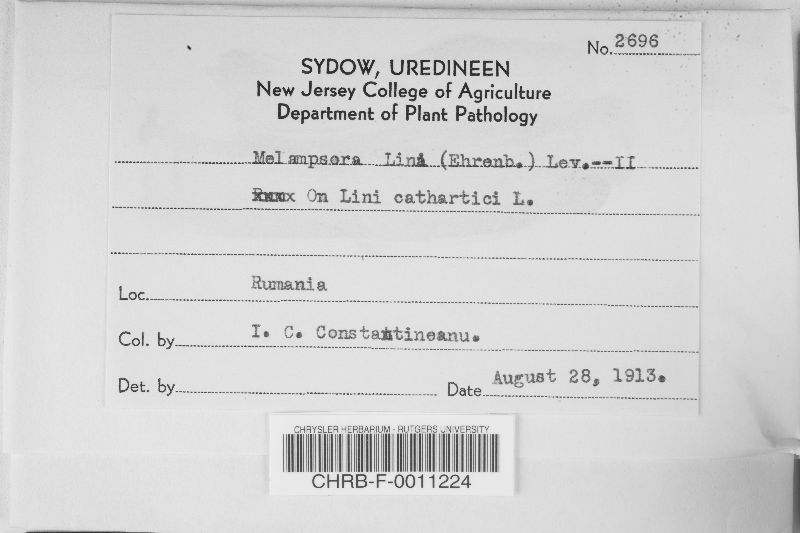 No. 2696
SYDOW, UREDINEEN
New Jersey College of Agriculture
Department of Plant Pathology
Melampsora Lini (Ehrenb.) Lev.--II
On Lini cathartici L.
Loc. Rumania
Col. by I. C. Constantineanu.
Det. by
Date August 28, 1913.
CHRYSLER HERBARIUM - RUTGERS UNIVERSITY
CHRB-F-0011224